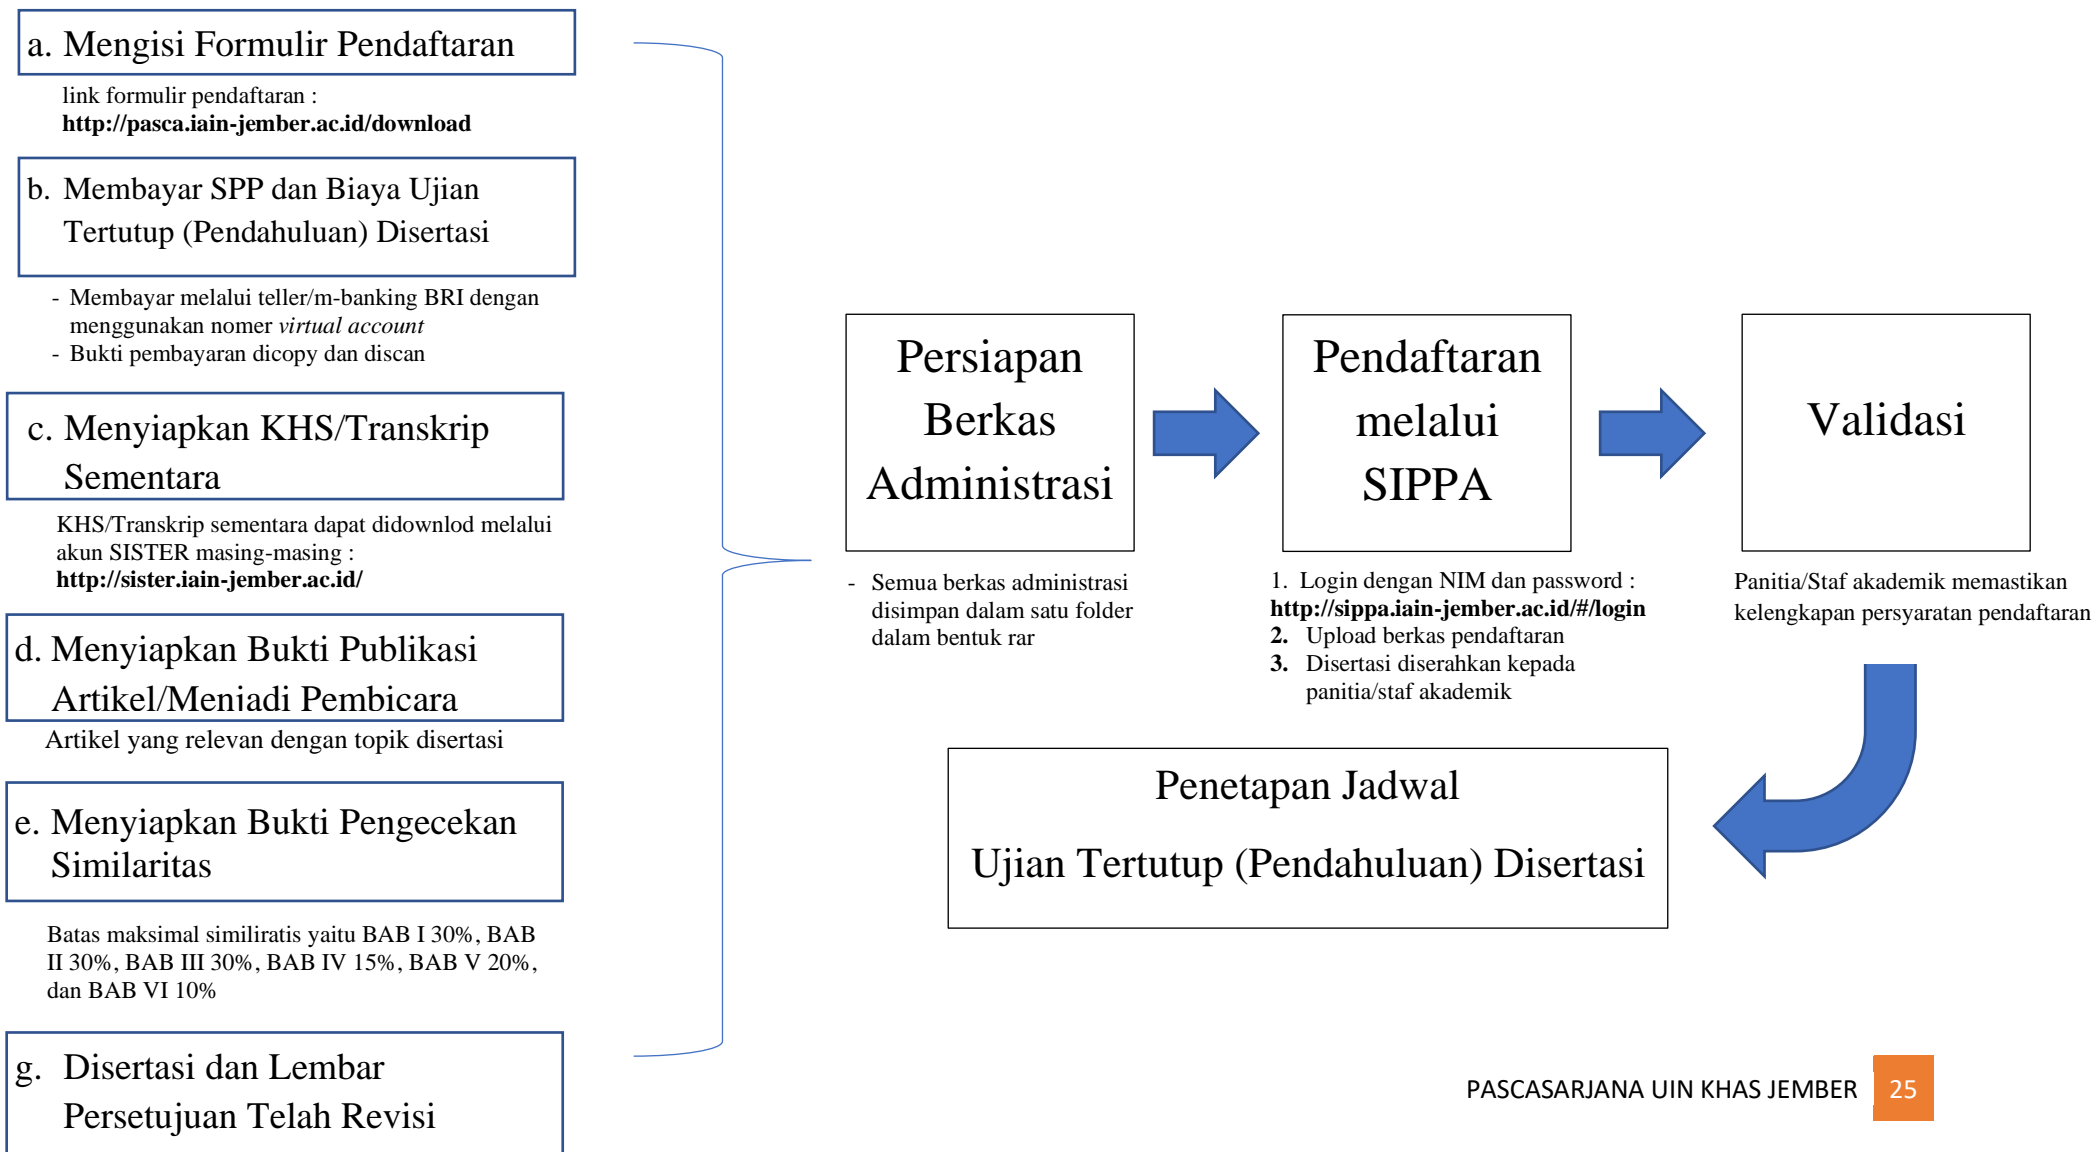 a. Mengisi Formulir Pendaftaran
link formulir pendaftaran :
http://pasca.iain-jember.ac.id/download
b. Membayar SPP dan Biaya Ujian
Tertutup (Pendahuluan) Disertasi
- Membayar melalui teller/m-banking BRI dengan
menggunakan nomer virtual account
- Bukti pembayaran dicopy dan discan
c. Menyiapkan KHS/Transkrip
Sementara
KHS/Transkrip sementara dapat didownlod melalui
akun SISTER masing-masing :
http://sister.iain-jember.ac.id/
d. Menyiapkan Bukti Publikasi
Artikel/Menjadi Pembicara
Artikel yang relevan dengan topik disertasi
e. Menyiapkan Bukti Pengecekan
Similaritas
Batas maksimal similiratis yaitu BAB I 30%, BAB
II 30%, BAB III 30%, BAB IV 15%, BAB V 20%,
dan BAB VI 10%
g. Disertasi dan Lembar
Persetujuan Telah Revisi
Persiapan
Berkas
Administrasi
- Semua berkas administrasi
disimpan dalam satu folder
dalam bentuk rar
Pendaftaran
melalui
SIPPA
1. Login dengan NIM dan password :
http://sippa.iain-jember.ac.id/#/login
2. Upload berkas pendaftaran
3. Disertasi diserahkan kepada
panitia/staf akademik
Validasi
Panitia/Staf akademik memastikan
kelengkapan persyaratan pendaftaran
Penetapan Jadwal
Ujian Tertutup (Pendahuluan) Disertasi
PASCASARJANA UIN KHAS JEMBER 25